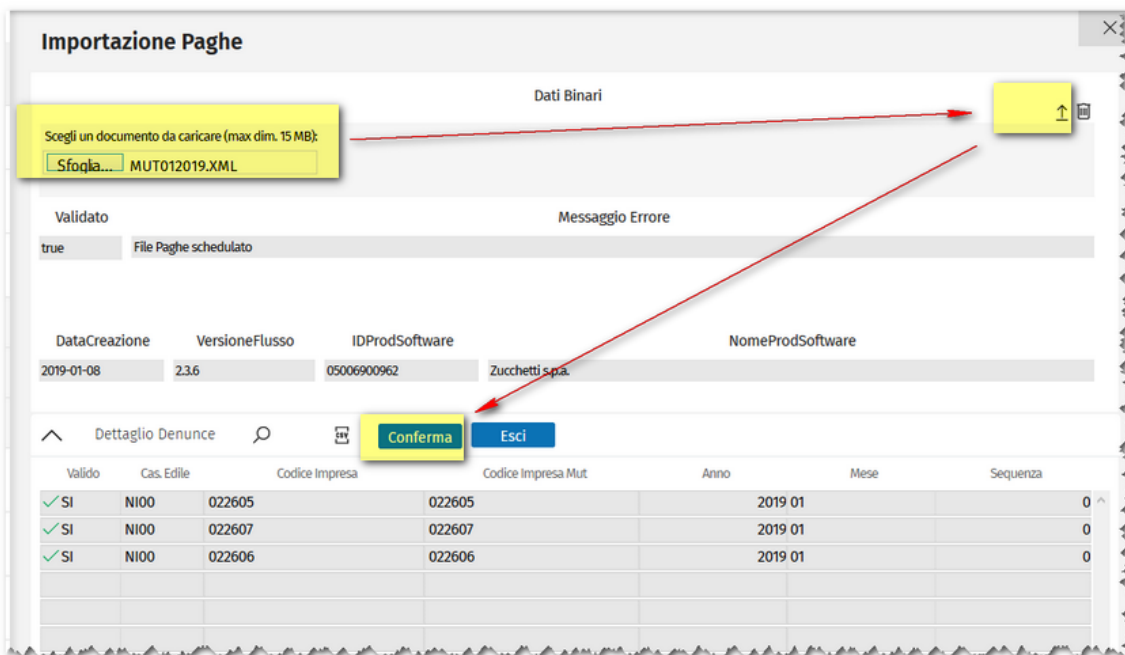 Importazione Paghe
Dati Binari
Scegli un documento da caricare (max dim. 15 MB):
Sfoglia... MUT012019.XML
Validato Messaggio Errore
true File Paghe schedulato
DataCreazione VersioneFlusso IDProdSoftware NomeProdSoftware
2019-01-08 2.3.6 05006900962 Zucchetti s.p.a.
Dettaglio Denunce CSV Conferma Esci
Valido Cas. Edile Codice Impresa Codice Impresa Mut Anno Mese Sequenza
SI NI00 022605 022605 2019 01 0
SI NI00 022607 022607 2019 01 0
SI NI00 022606 022606 2019 01 0